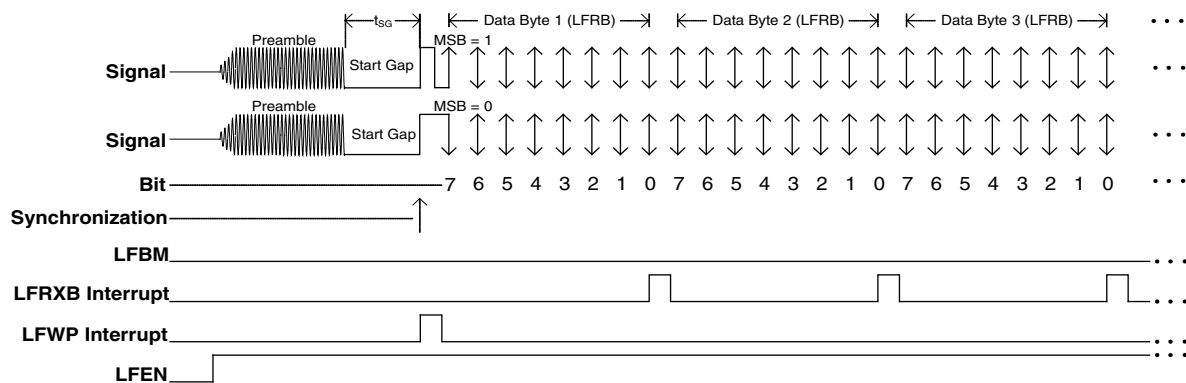 tSG Data Byte 1 (LFRB) Data Byte 2 (LFRB) Data Byte 3 (LFRB) • • •
Preamble MSB = 1
Signal Start Gap • • •
Preamble MSB = 0
Signal Start Gap • • •
Bit 7 6 5 4 3 2 1 0 7 6 5 4 3 2 1 0 7 6 5 4 3 2 1 0 • • •
Synchronization
LFBM • • •
LFRXB Interrupt • • •
LFWP Interrupt • • •
LFEN • • •